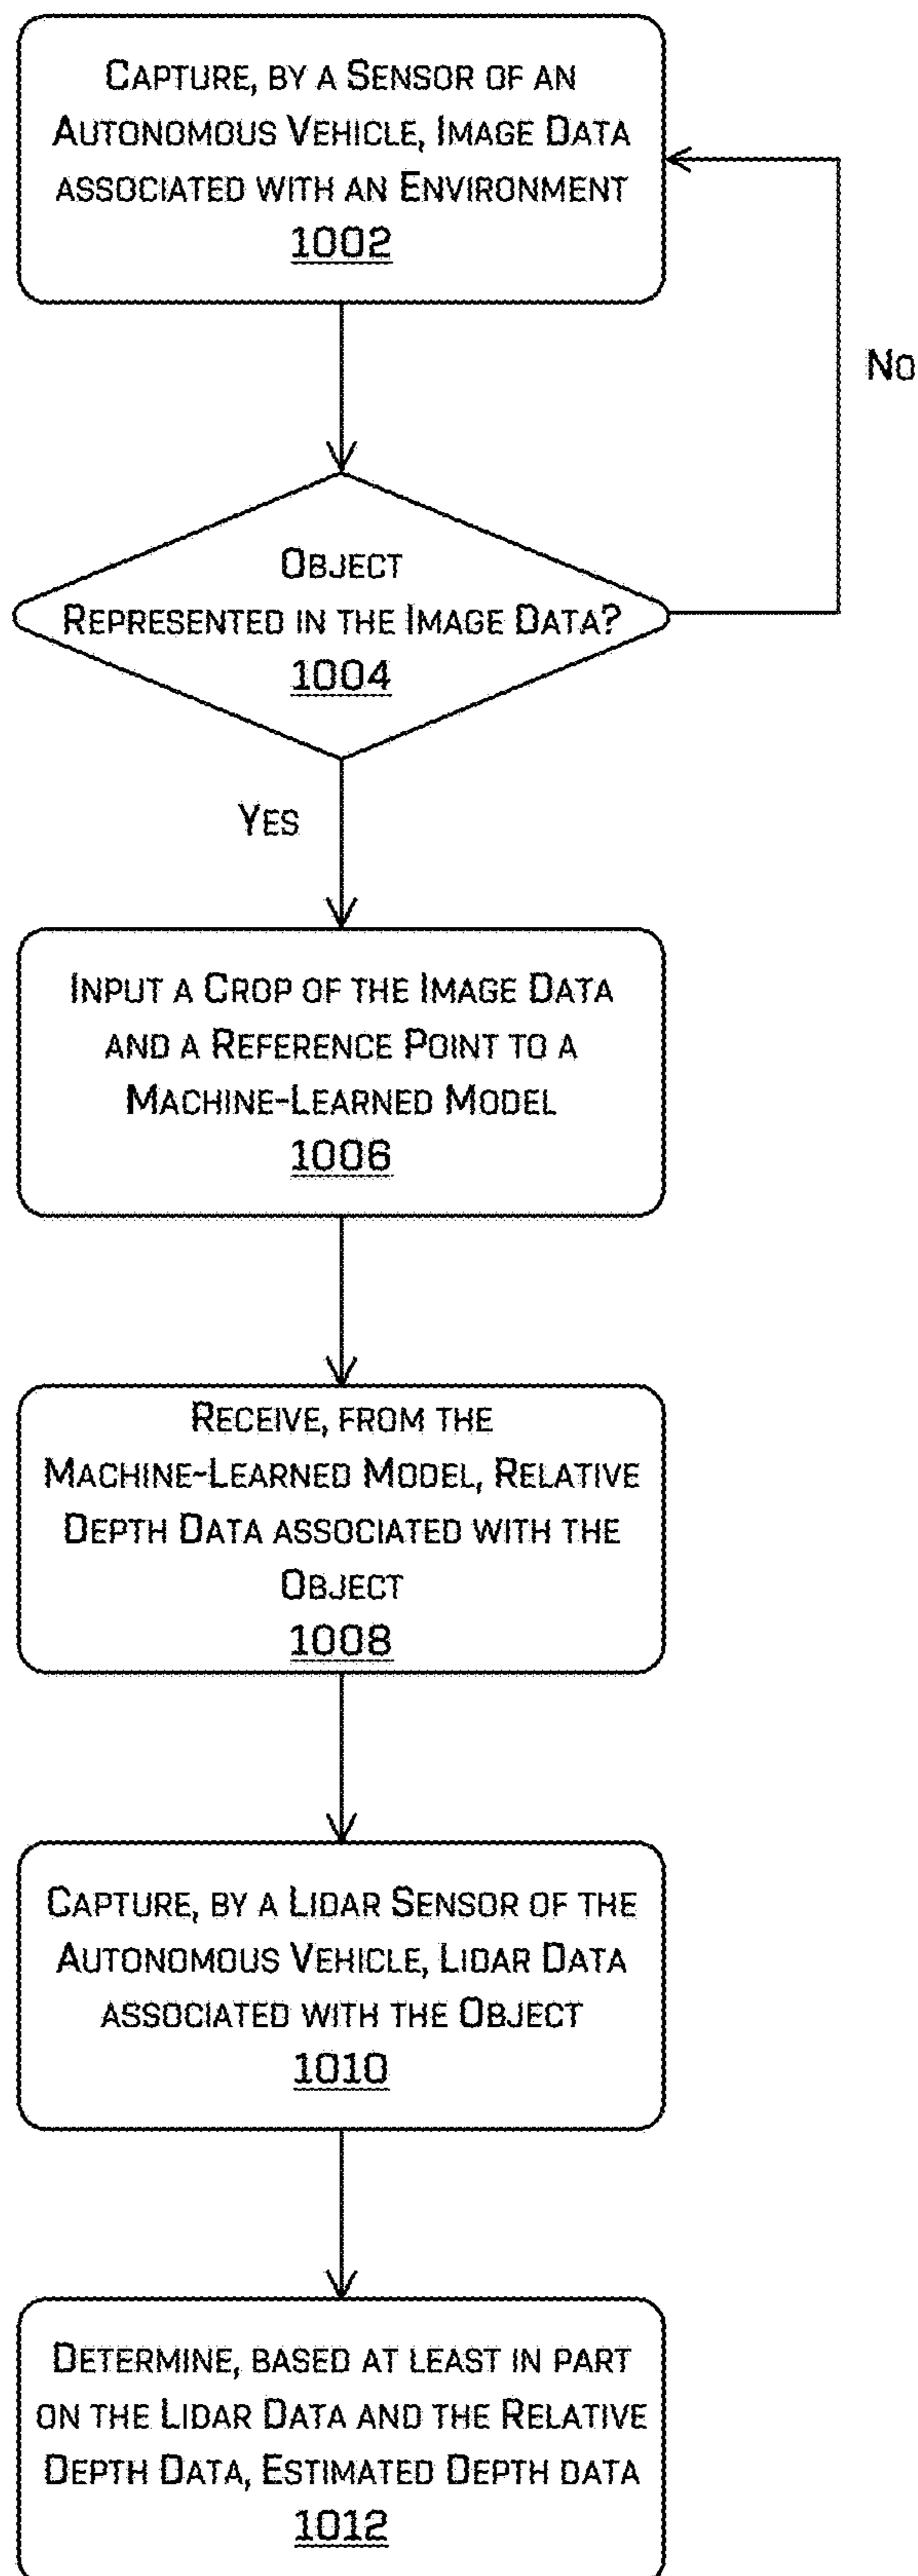 Capture, by a Sensor of an
Autonomous Vehicle, Image Data
associated with an Environment
1002
No
Object
Represented in the Image Data?
1004
Yes
Input a Crop of the Image Data
and a Reference Point to a
Machine-Learned Model
1006
Receive, from the
Machine-Learned Model, Relative
Depth Data associated with the
Object
1008
Capture, by a Lidar Sensor of the
Autonomous Vehicle, Lidar Data
associated with the Object
1010
Determine, based at least in part
on the Lidar Data and the Relative
Depth Data, Estimated Depth data
1012